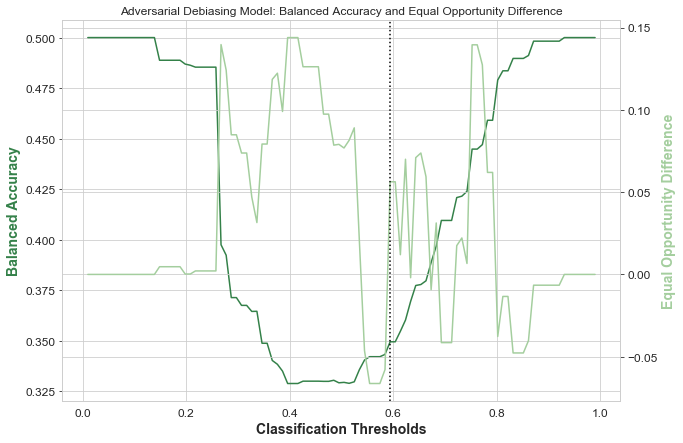 Adversarial Debiasing Model: Balanced Accuracy and Equal Opportunity Difference
Balanced Accuracy
0.500
0.475
0.450
0.425
0.400
0.375
0.350
0.325
0.15
0.10
0.05
0.00
−0.05
Equal Opportunity Difference
0.0 0.2 0.4 0.6 0.8 1.0
Classification Thresholds